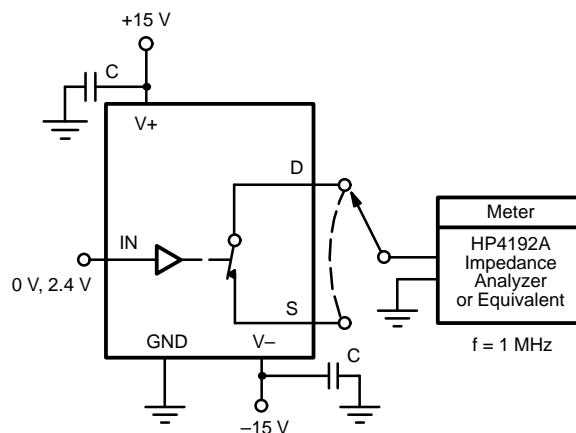 +15 V
C
V+
D
Meter
IN
HP4192A
Impedance
Analyzer
or Equivalent
0 V, 2.4 V
S
GND
V–
C
f = 1 MHz
–15 V